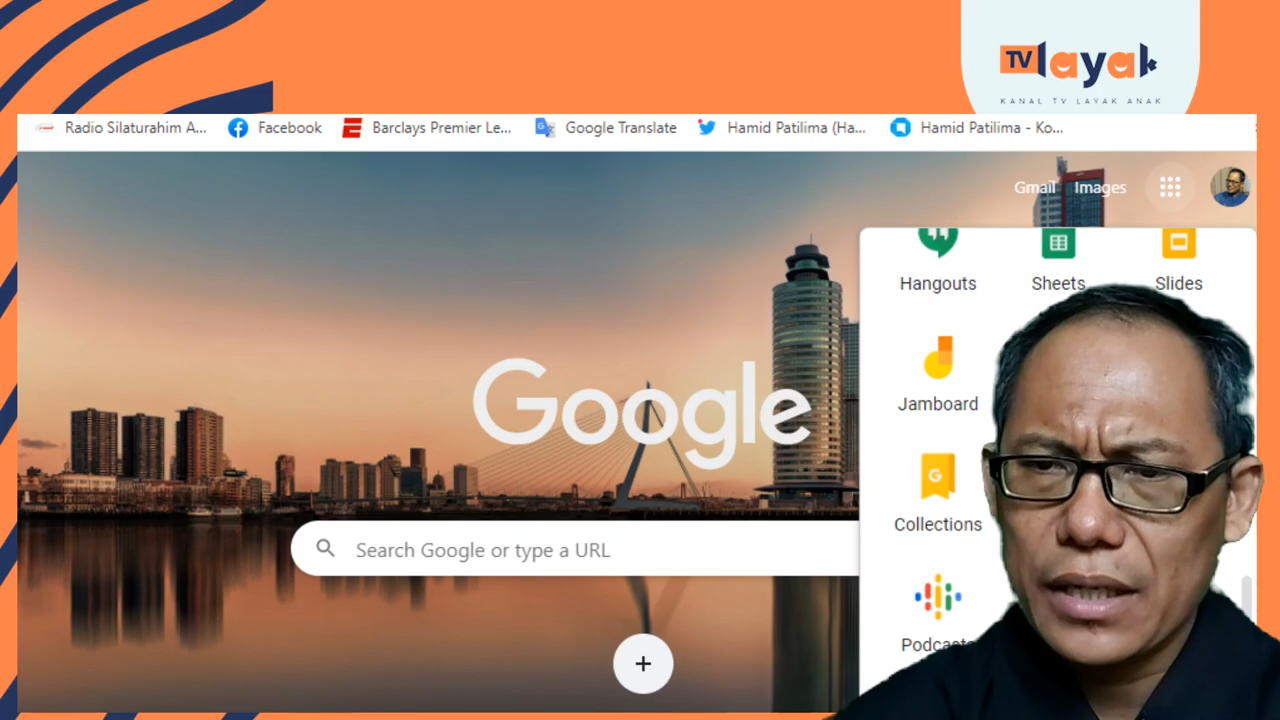 TV layak
KANAL TV LAYAK ANAK
Radio Silaturahim A... Facebook Barclays Premier Le... Google Translate Hamid Patilima (Ha... Hamid Patilima - Ko...
Gmail Images
Hangouts Sheets Slides
Google
Jamboard
Collections
Search Google or type a URL
Podcasts